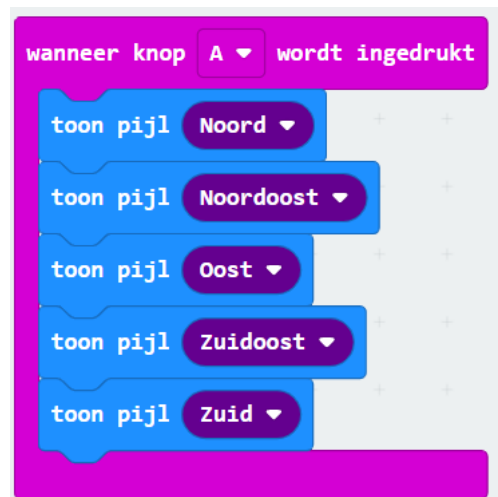 wanneer knop A wordt ingedrukt
toon pijl Noord
toon pijl Noordoost
toon pijl Oost
toon pijl Zuidoost
toon pijl Zuid